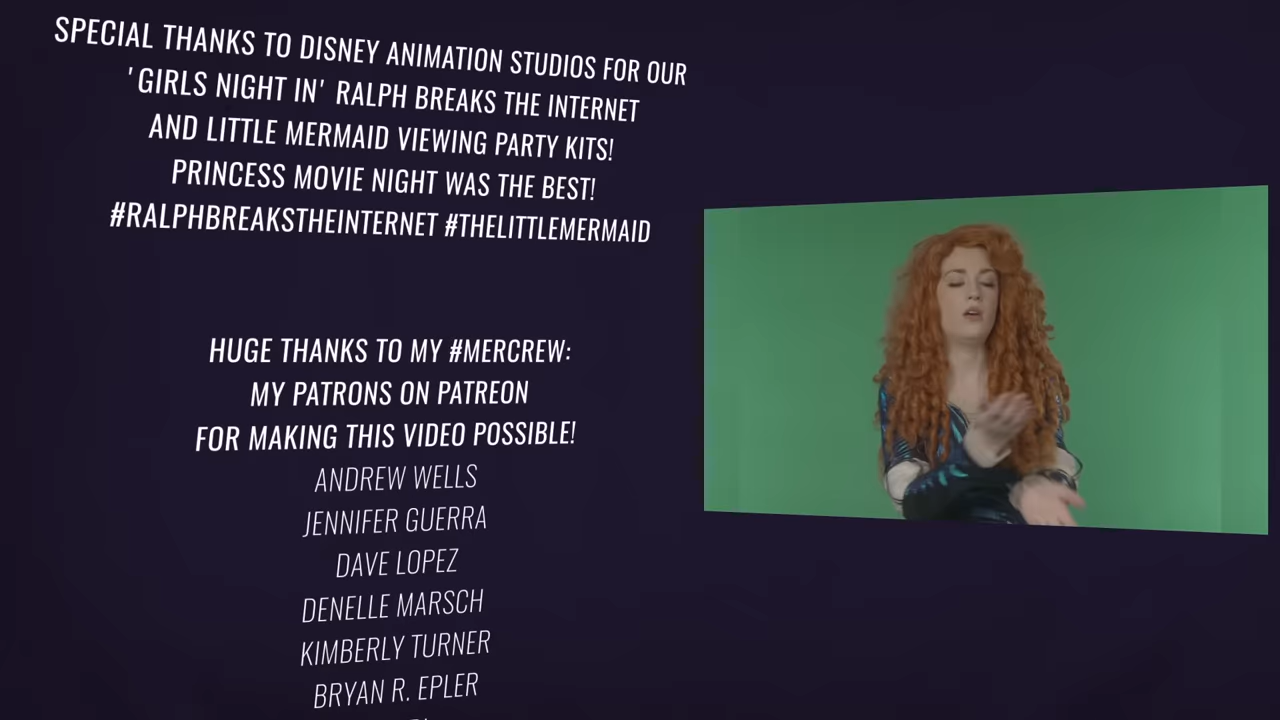 SPECIAL THANKS TO DISNEY ANIMATION STUDIOS FOR OUR
'GIRLS NIGHT IN' RALPH BREAKS THE INTERNET
AND LITTLE MERMAID VIEWING PARTY KITS!
PRINCESS MOVIE NIGHT WAS THE BEST!
#RALPHBREAKSTHEINTERNET #THELITTLEMERMAID
HUGE THANKS TO MY #MERCREW:
MY PATRONS ON PATREON
FOR MAKING THIS VIDEO POSSIBLE!
ANDREW WELLS
JENNIFER GUERRA
DAVE LOPEZ
DENELLE MARSCH
KIMBERLY TURNER
BRYAN R. EPLER